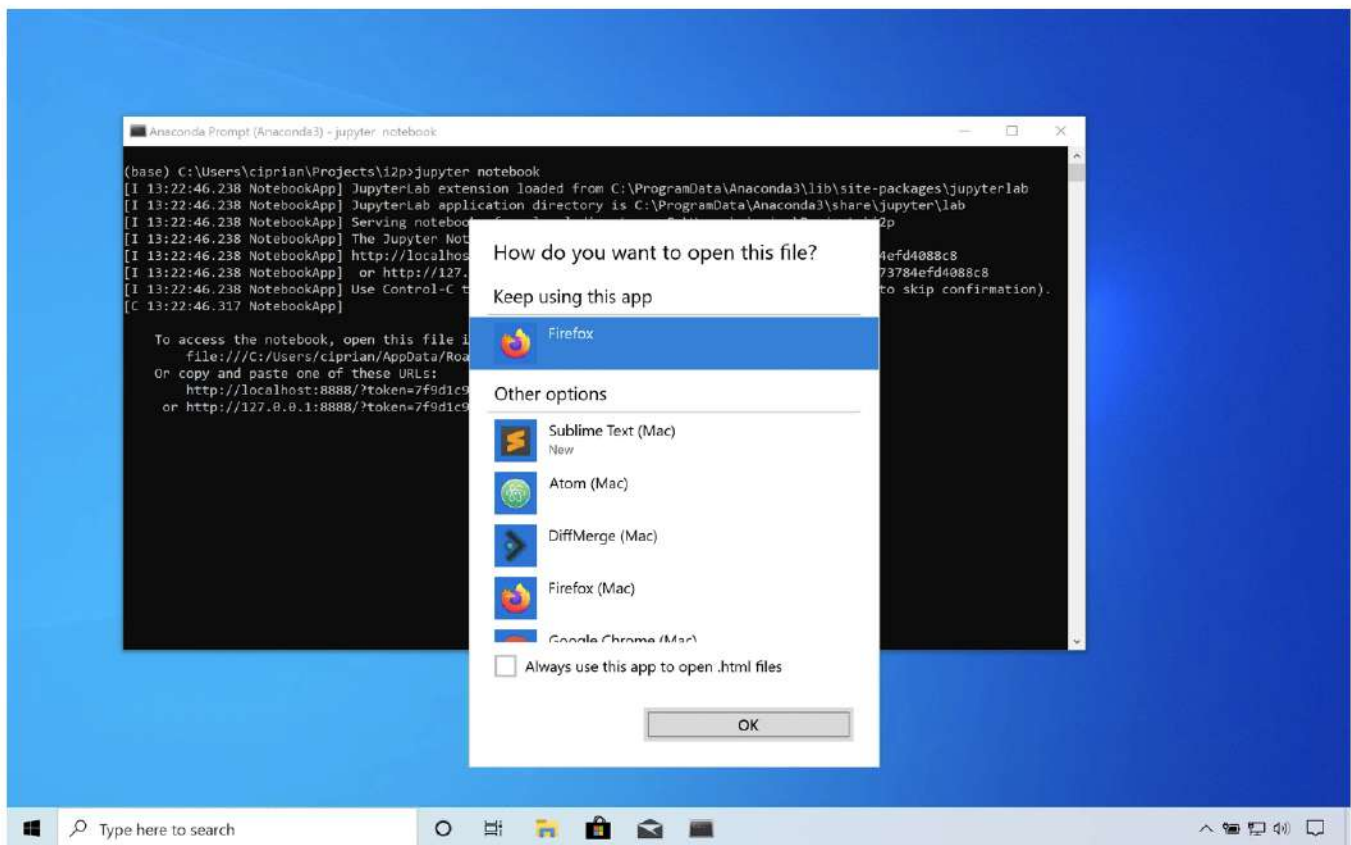 Anaconda Prompt (Anaconda3) - jupyter notebook
(base) C:\Users\ciprian\Projects\i2p>jupyter notebook
[I 13:22:46.238 NotebookApp] JupyterLab extension loaded from C:\ProgramData\Anaconda3\lib\site-packages\jupyterlab
[I 13:22:46.238 NotebookApp] JupyterLab application directory is C:\ProgramData\Anaconda3\share\jupyter\lab
[I 13:22:46.238 NotebookApp] Serving noteboo
[I 13:22:46.238 NotebookApp] The Jupyter Not
[I 13:22:46.238 NotebookApp] http://localhos 4efd4088c8
[I 13:22:46.238 NotebookApp] or http://127. 73784efd4088c8
[I 13:22:46.238 NotebookApp] Use Control-C t to skip confirmation).
[C 13:22:46.317 NotebookApp]
To access the notebook, open this file i
file:///C:/Users/ciprian/AppData/Roa
Or copy and paste one of these URLs:
http://localhost:8888/?token=7f9d1c9
or http://127.0.0.1:8888/?token=7f9d1c9
How do you want to open this file?
Keep using this app
Firefox
Other options
Sublime Text (Mac)
New
Atom (Mac)
DiffMerge (Mac)
Firefox (Mac)
Google Chrome (Mac)
Always use this app to open .html files
OK
Type here to search